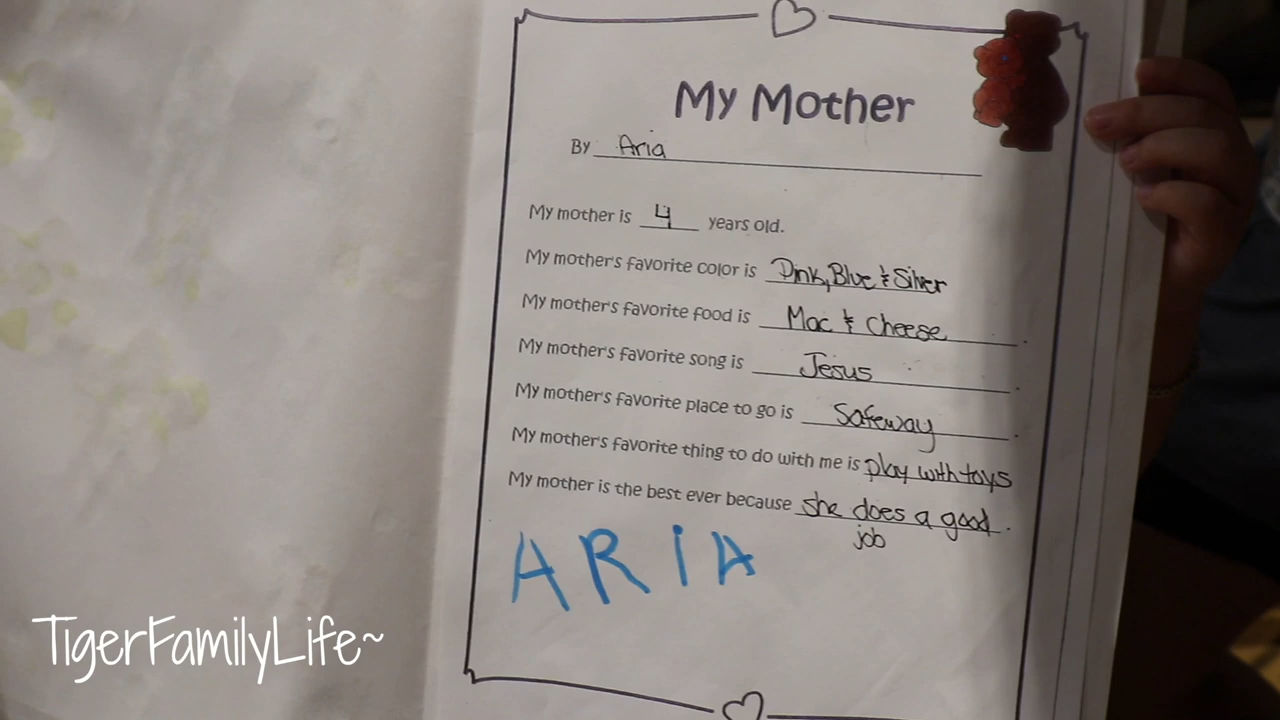 My Mother
By Aria
My mother is 4 years old.
My mother's favorite color is Pink, Blue & Silver
My mother's favorite food is Mac & cheese.
My mother's favorite song is Jesus.
My mother's favorite place to go is Safeway.
My mother's favorite thing to do with me is play with toys
My mother is the best ever because she does a good.
job
ARIA
TigerFamilyLife~